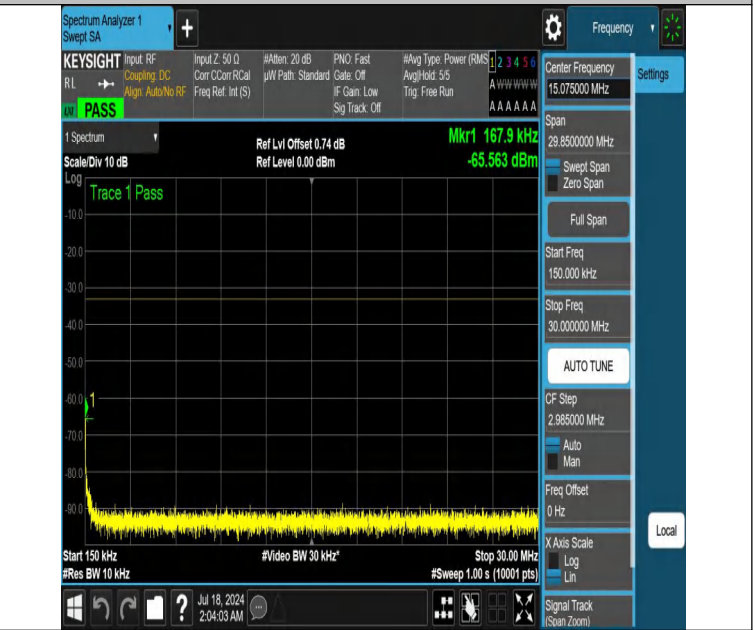 Spectrum Analyzer 1
Swept SA
+
Frequency
KEYSIGHT
RL
PASS
Input: RF
Coupling: DC
Align: Auto/No RF
Input Z: 50 Ω
Corr CCorr RCal
Freq Ref: Int (S)
#Atten: 20 dB
µW Path: Standard
PNO: Fast
Gate: Off
IF Gain: Low
Sig Track: Off
#Avg Type: Power (RMS
Avg|Hold: 5/5
Trig: Free Run
1 2 3 4 5 6
A W W W W W
A A A A A A
1 Spectrum
Scale/Div 10 dB
Ref Lvl Offset 0.74 dB
Ref Level 0.00 dBm
Mkr1 167.9 kHz
-65.563 dBm
Log
Trace 1 Pass
-10.0
-20.0
-30.0
-40.0
-50.0
-60.0
1
-70.0
-80.0
-90.0
Start 150 kHz
#Res BW 10 kHz
#Video BW 30 kHz*
Stop 30.00 MHz
#Sweep 1.00 s (10001 pts)
?
Jul 18, 2024
2:04:03 AM
Center Frequency
15.075000 MHz
Settings
Span
29.8500000 MHz
Swept Span
Zero Span
Full Span
Start Freq
150.000 kHz
Stop Freq
30.000000 MHz
AUTO TUNE
CF Step
2.985000 MHz
Auto
Man
Freq Offset
0 Hz
X Axis Scale
Log
Lin
Local
Signal Track
(Span Zoom)